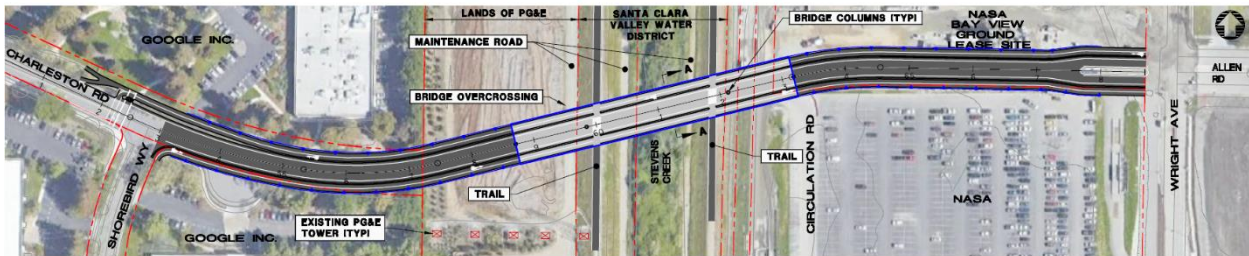 LANDS OF PG&E
SANTA CLARA
VALLEY WATER
DISTRICT
BRIDGE COLUMNS (TYP)
NASA
BAY VIEW
GROUND
LEASE SITE
GOOGLE INC.
MAINTENANCE ROAD
CHARLESTON RD
A
ALLEN
RD
BRIDGE OVERCROSSING
A
STEVENS
CREEK
TRAIL
TRAIL
CIRCULATION RD
WRIGHT AVE
SHOREBIRD WY
NASA
EXISTING PG&E
TOWER (TYP)
GOOGLE INC.